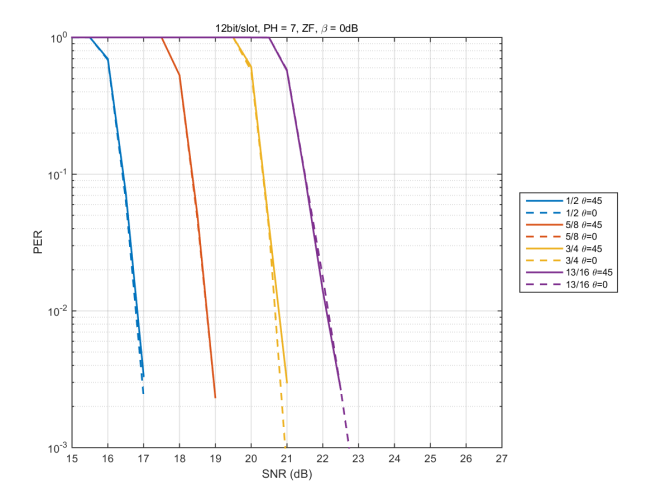 12bit/slot, PH = 7, ZF, β = 0dB
10⁰
10⁻¹
10⁻²
10⁻³
PER
15 16 17 18 19 20 21 22 23 24 25 26 27
SNR (dB)
1/2 θ=45
1/2 θ=0
5/8 θ=45
5/8 θ=0
3/4 θ=45
3/4 θ=0
13/16 θ=45
13/16 θ=0